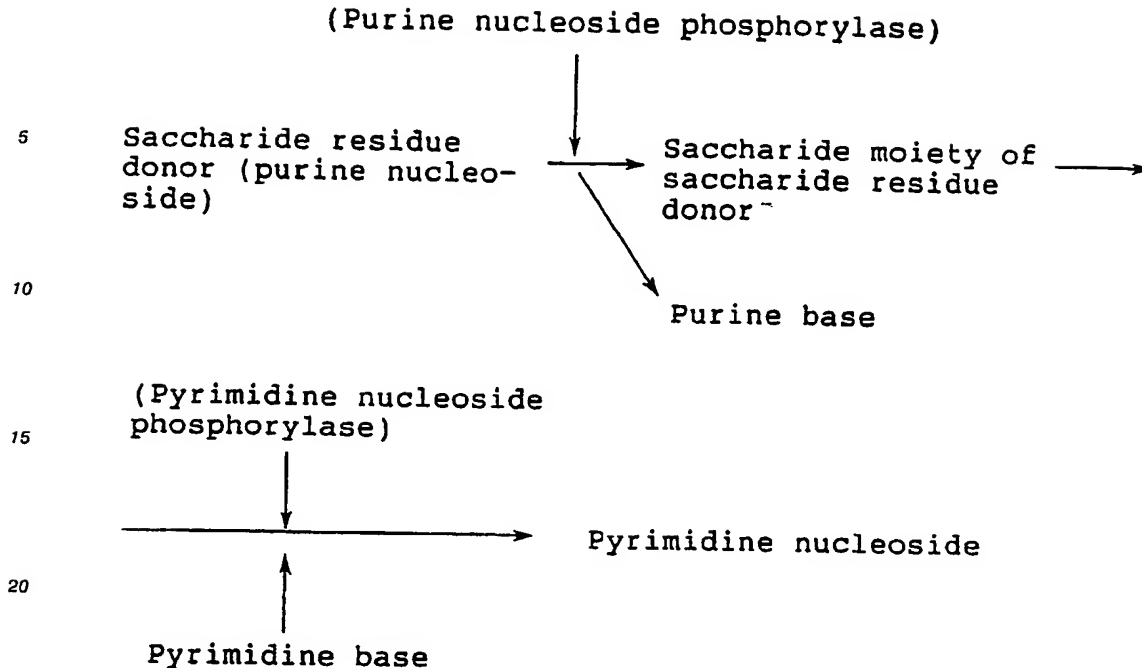 (Purine nucleoside phosphorylase)
5
Saccharide residue
donor (purine nucleo-
side)
Saccharide moiety of
saccharide residue
donor
10
Purine base
(Pyrimidine nucleoside
phosphorylase)
15
Pyrimidine nucleoside
20
Pyrimidine base